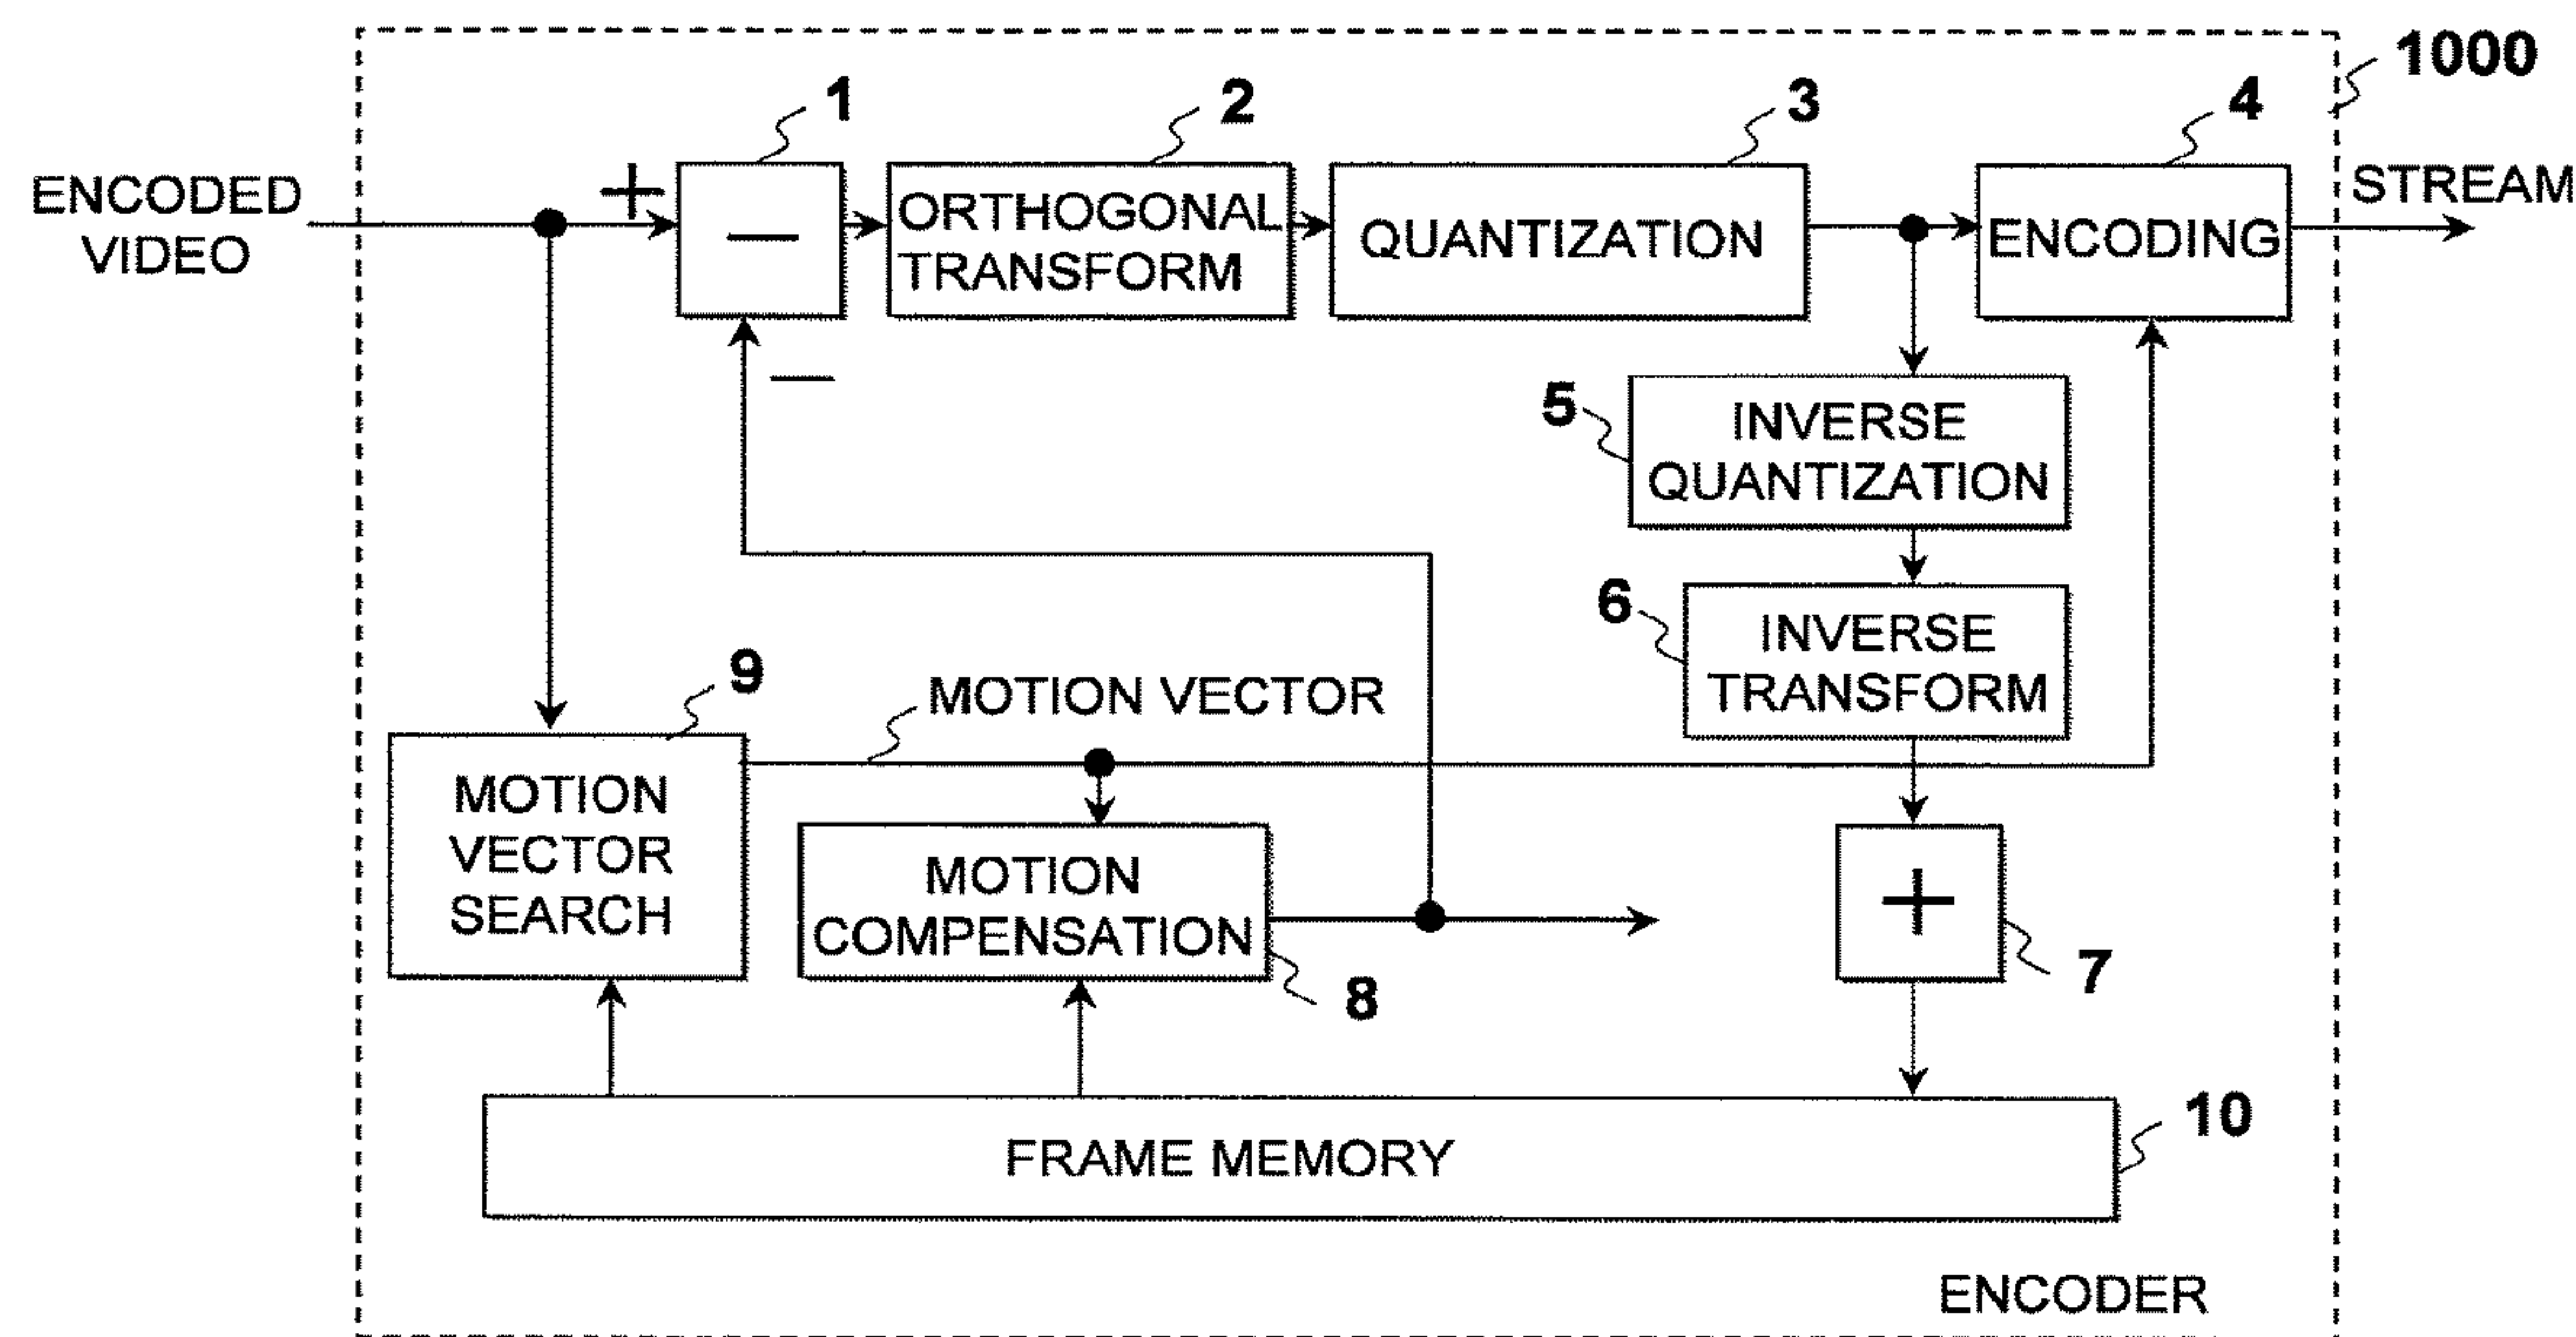 1000
1
2
3
4
ENCODED
VIDEO
+
−
ORTHOGONAL
TRANSFORM
QUANTIZATION
ENCODING
STREAM
−
5
INVERSE
QUANTIZATION
6
INVERSE
TRANSFORM
9
MOTION VECTOR
MOTION
VECTOR
SEARCH
MOTION
COMPENSATION
8
+
7
FRAME MEMORY
10
ENCODER